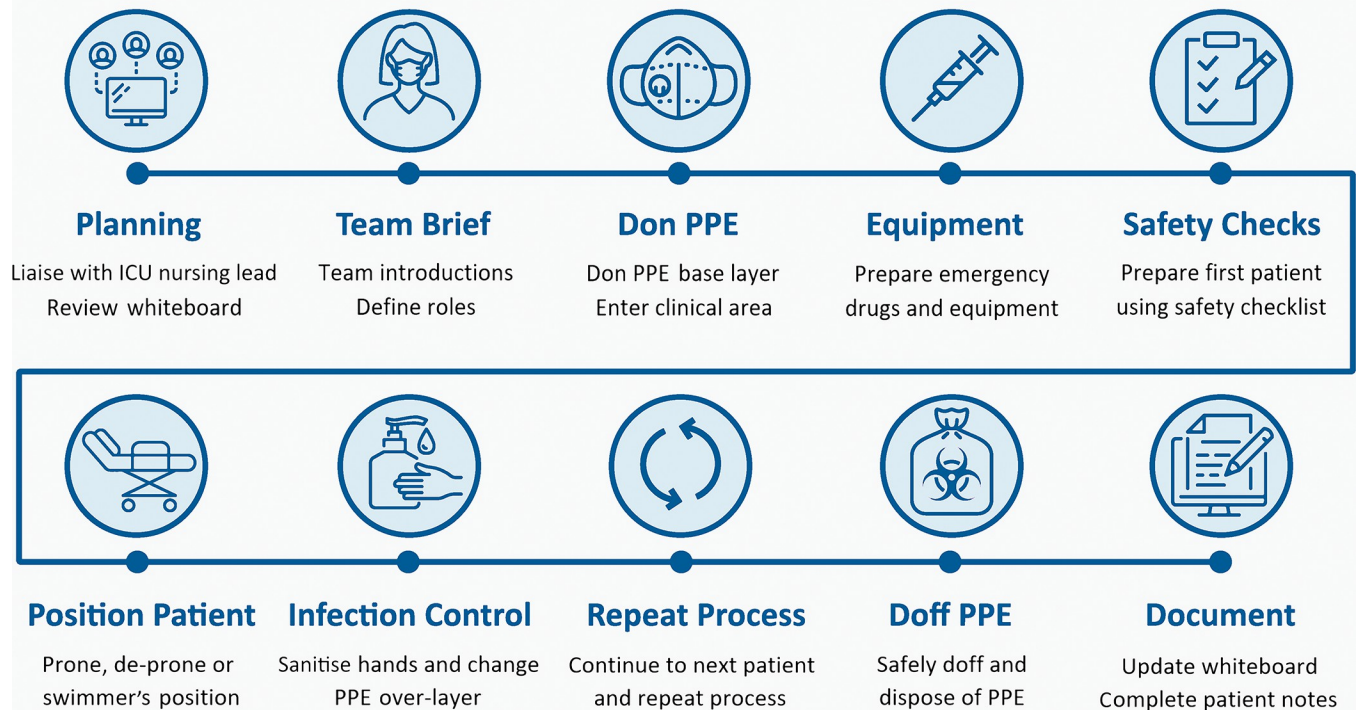 Planning
Liaise with ICU nursing lead
Review whiteboard
Team Brief
Team introductions
Define roles
Don PPE
Don PPE base layer
Enter clinical area
Equipment
Prepare emergency
drugs and equipment
Safety Checks
Prepare first patient
using safety checklist
Position Patient
Prone, de-prone or
swimmer's position
Infection Control
Sanitise hands and change
PPE over-layer
Repeat Process
Continue to next patient
and repeat process
Doff PPE
Safely doff and
dispose of PPE
Document
Update whiteboard
Complete patient notes